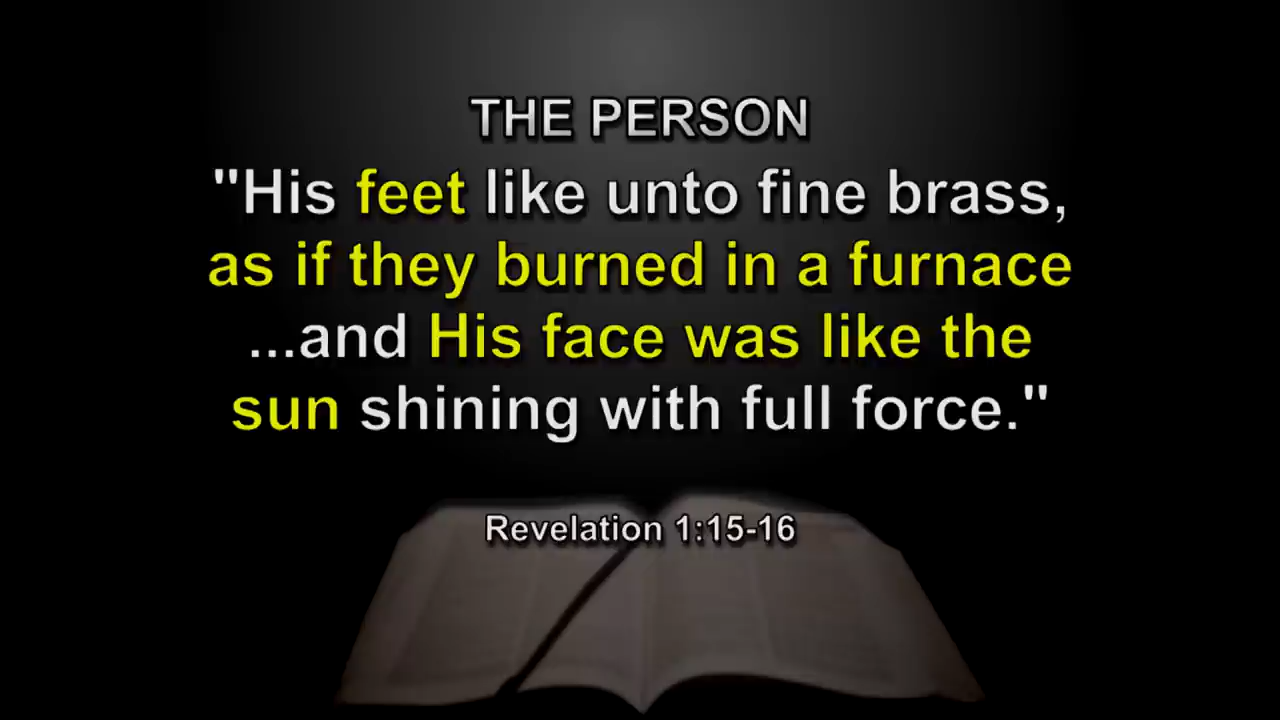 THE PERSON
"His feet like unto fine brass,
as if they burned in a furnace
...and His face was like the
sun shining with full force."
Revelation 1:15-16